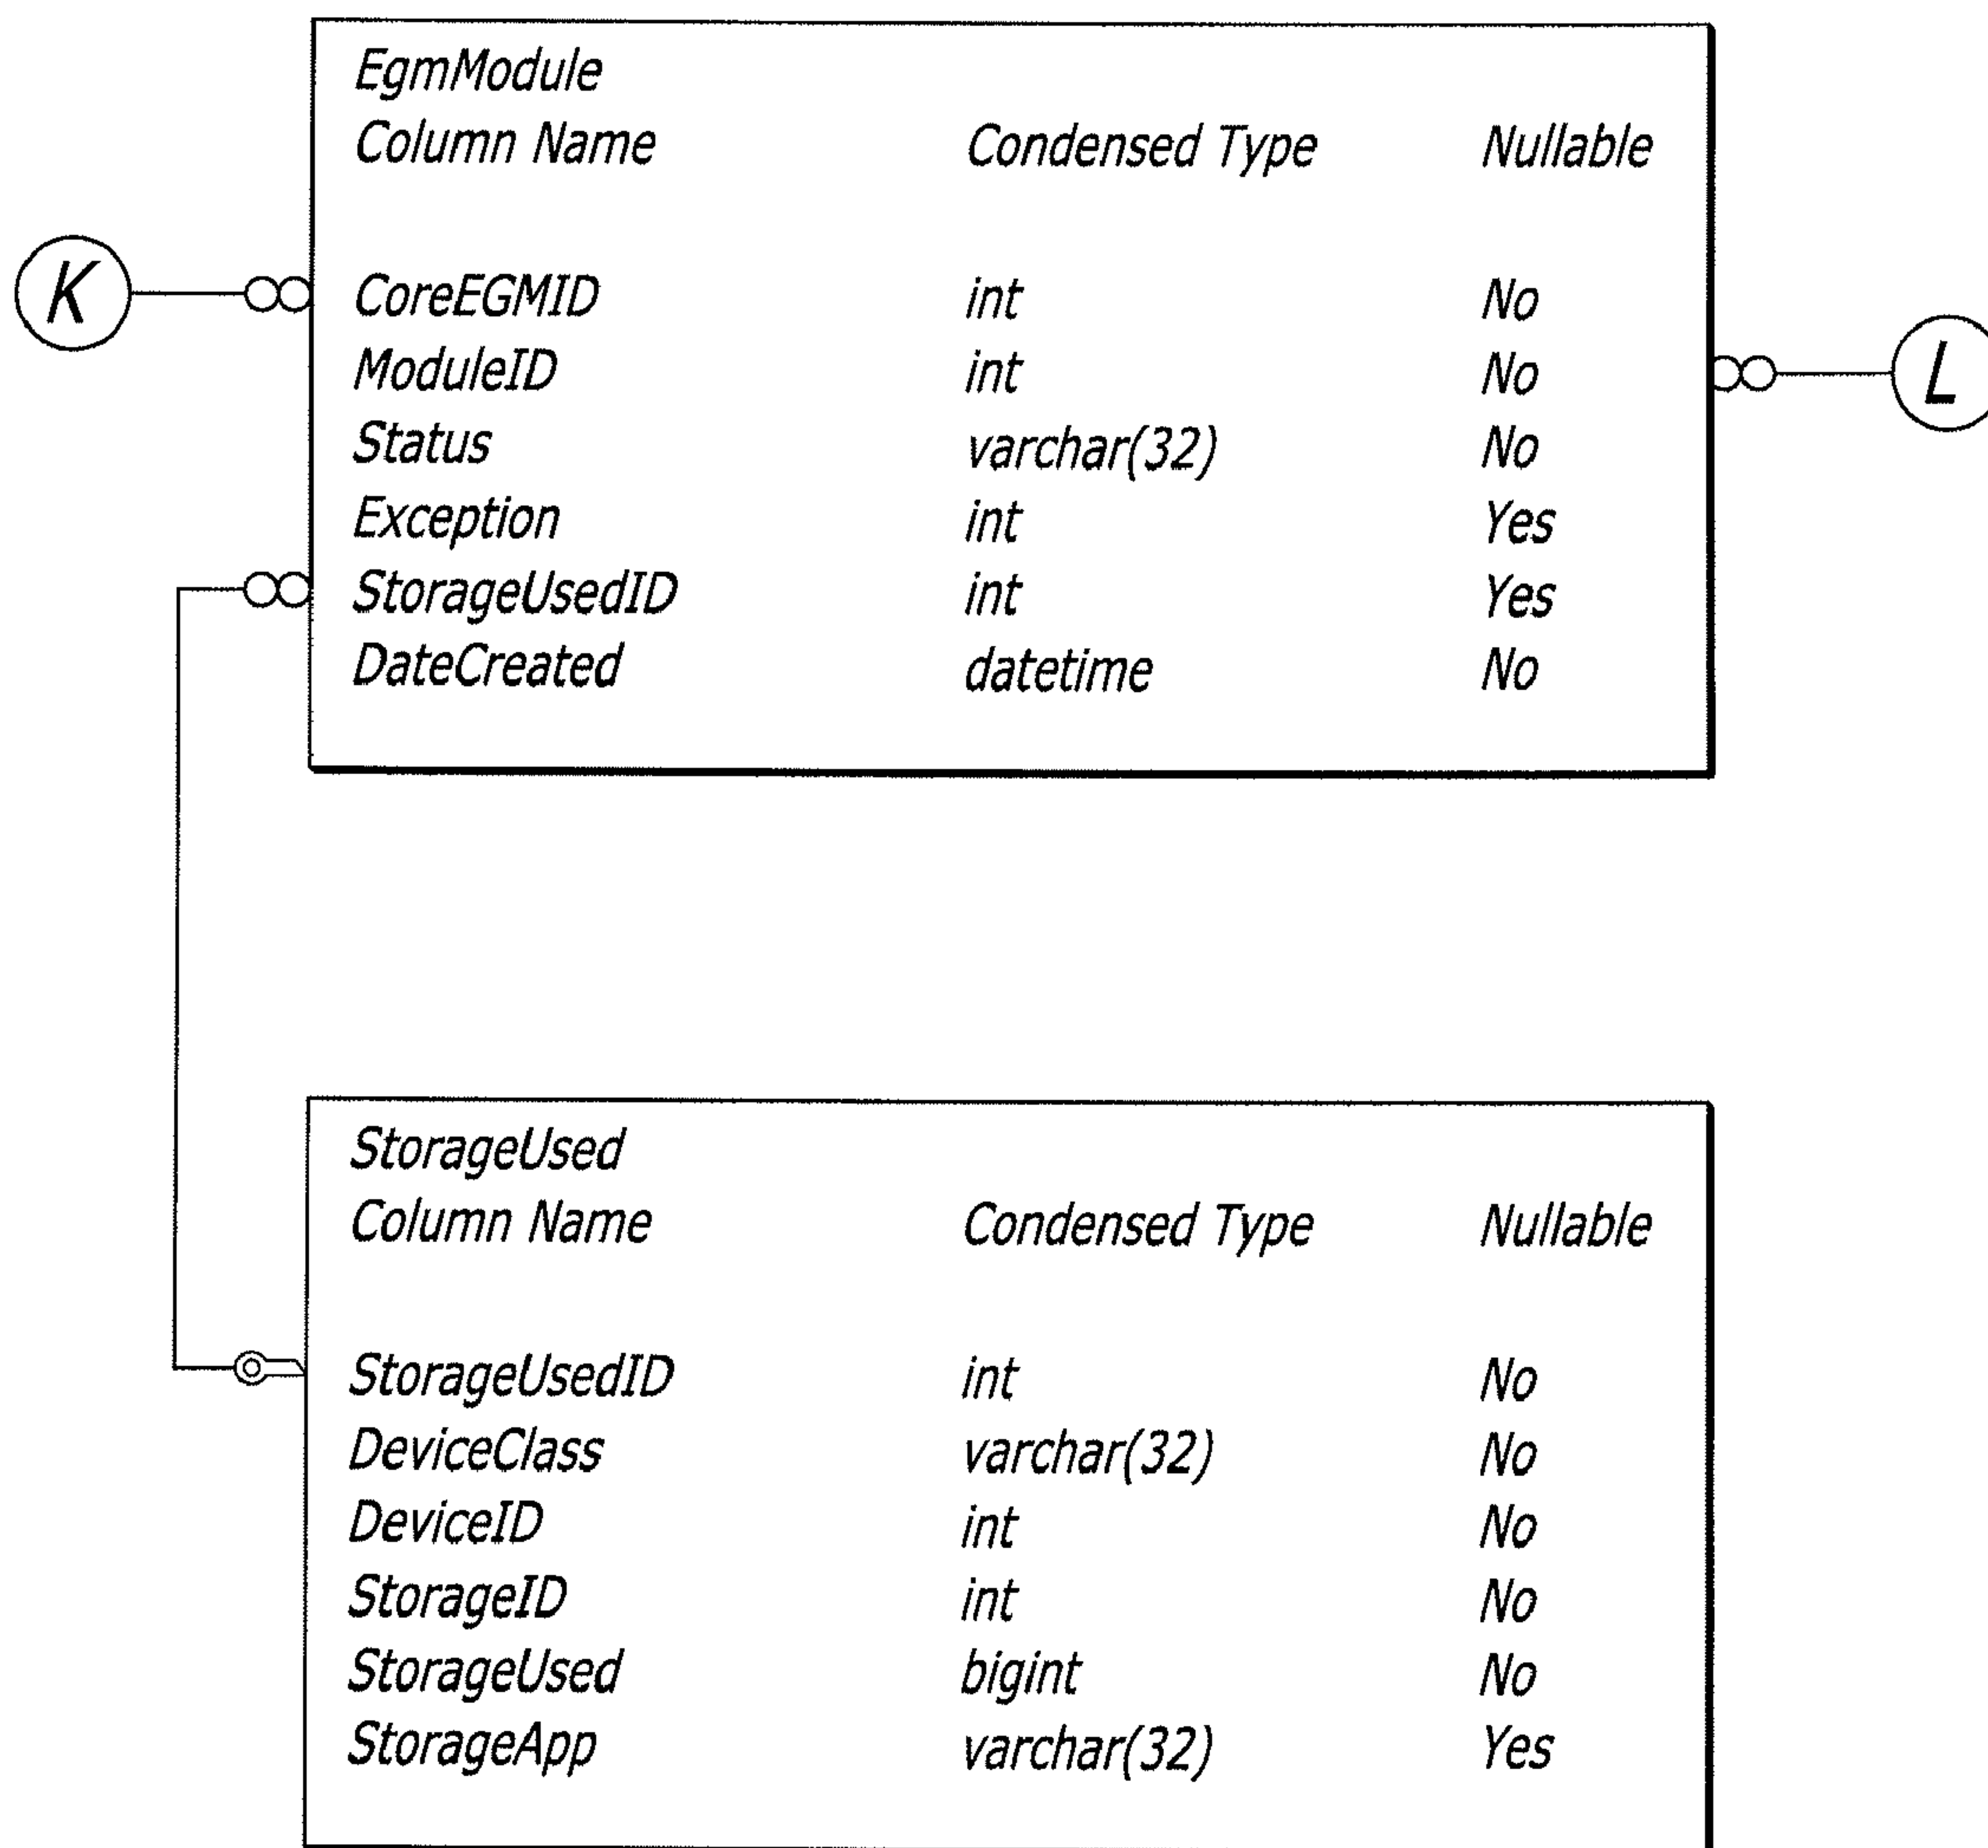 EgmModule
Column Name Condensed Type Nullable
K CoreEGMID int No
ModuleID int No L
Status varchar(32) No
Exception int Yes
StorageUsedID int Yes
DateCreated datetime No
StorageUsed
Column Name Condensed Type Nullable
StorageUsedID int No
DeviceClass varchar(32) No
DeviceID int No
StorageID int No
StorageUsed bigint No
StorageApp varchar(32) Yes